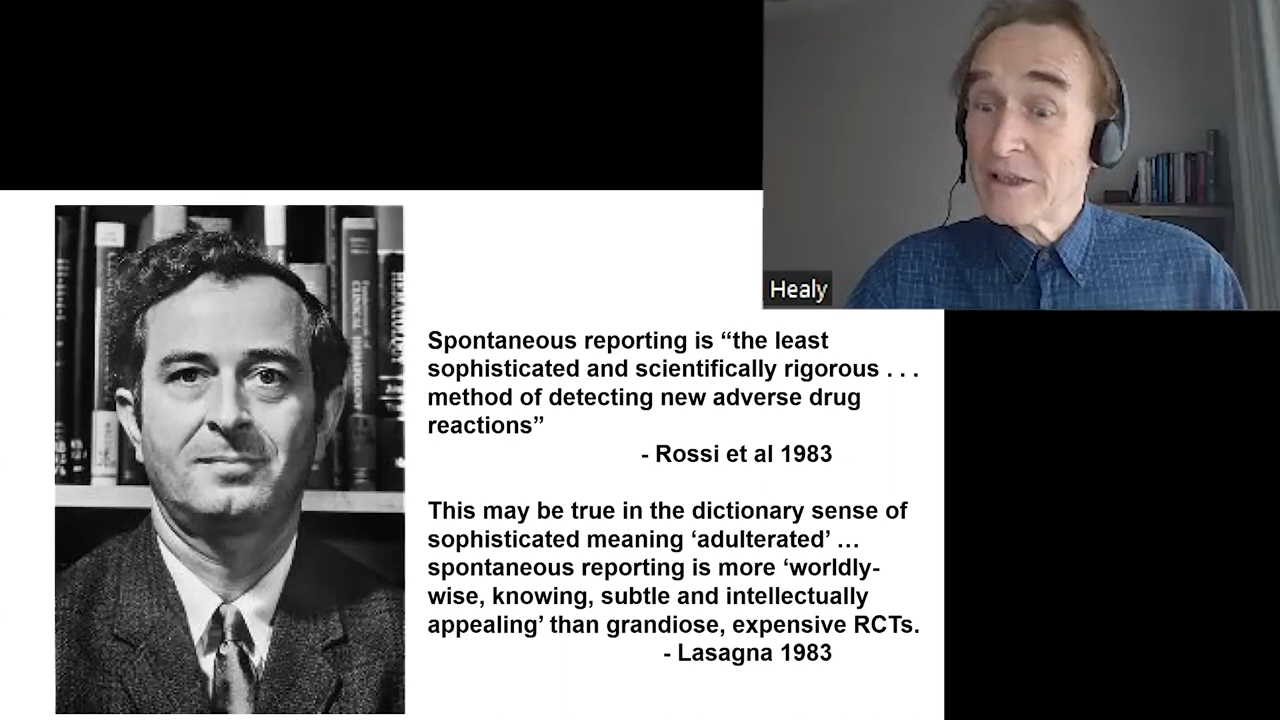 Healy
Spontaneous reporting is “the least
sophisticated and scientifically rigorous . . .
method of detecting new adverse drug
reactions”
- Rossi et al 1983
This may be true in the dictionary sense of
sophisticated meaning ‘adulterated’ …
spontaneous reporting is more ‘worldly-
wise, knowing, subtle and intellectually
appealing’ than grandiose, expensive RCTs.
- Lasagna 1983